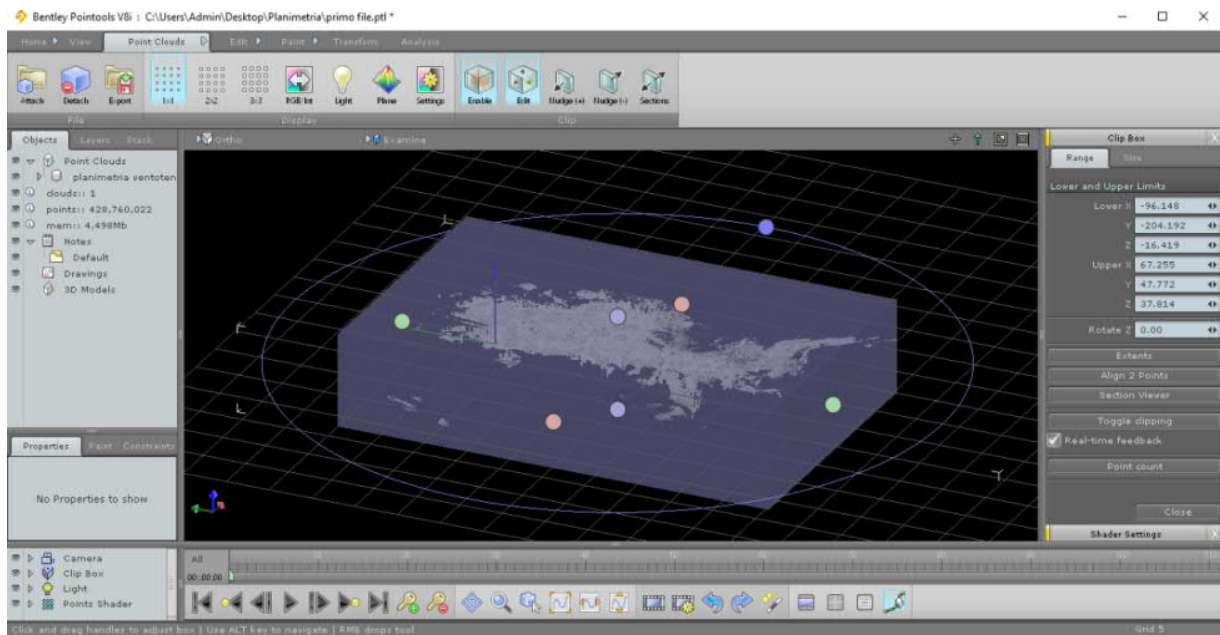 Bentley Pointools V8i : C:\Users\Admin\Desktop\Planimetria\primo file.ptl *
Home View Point Clouds Edit Paint Transform Analysis
Attach Detach Export 1x1 2x2 3x3 RGB Int Light Plane Settings Enable Edit Nudge (+) Nudge (-) Sections
File Display Clip
Objects Layers Stack
Ortho Examine
Clip Box
Point Clouds
planimetria ventoten
clouds:: 1
points:: 428,760,022
mem:: 4,498Mb
Notes
Default
Drawings
3D Models
Range Size
Lower and Upper Limits
Lower X -96.148
Y -204.192
Z -16.419
Upper X 67.255
Y 47.772
Z 37.814
Rotate Z 0.00
Extents
Align 2 Points
Section Viewer
Toggle clipping
Real-time feedback
Point count
Close
Shader Settings
Properties Paint Constraints
No Properties to show
Camera
Clip Box
Light
Points Shader
All
00:00:00
Click and drag handles to adjust box | Use ALT key to navigate | RMB drops tool
Grid 5